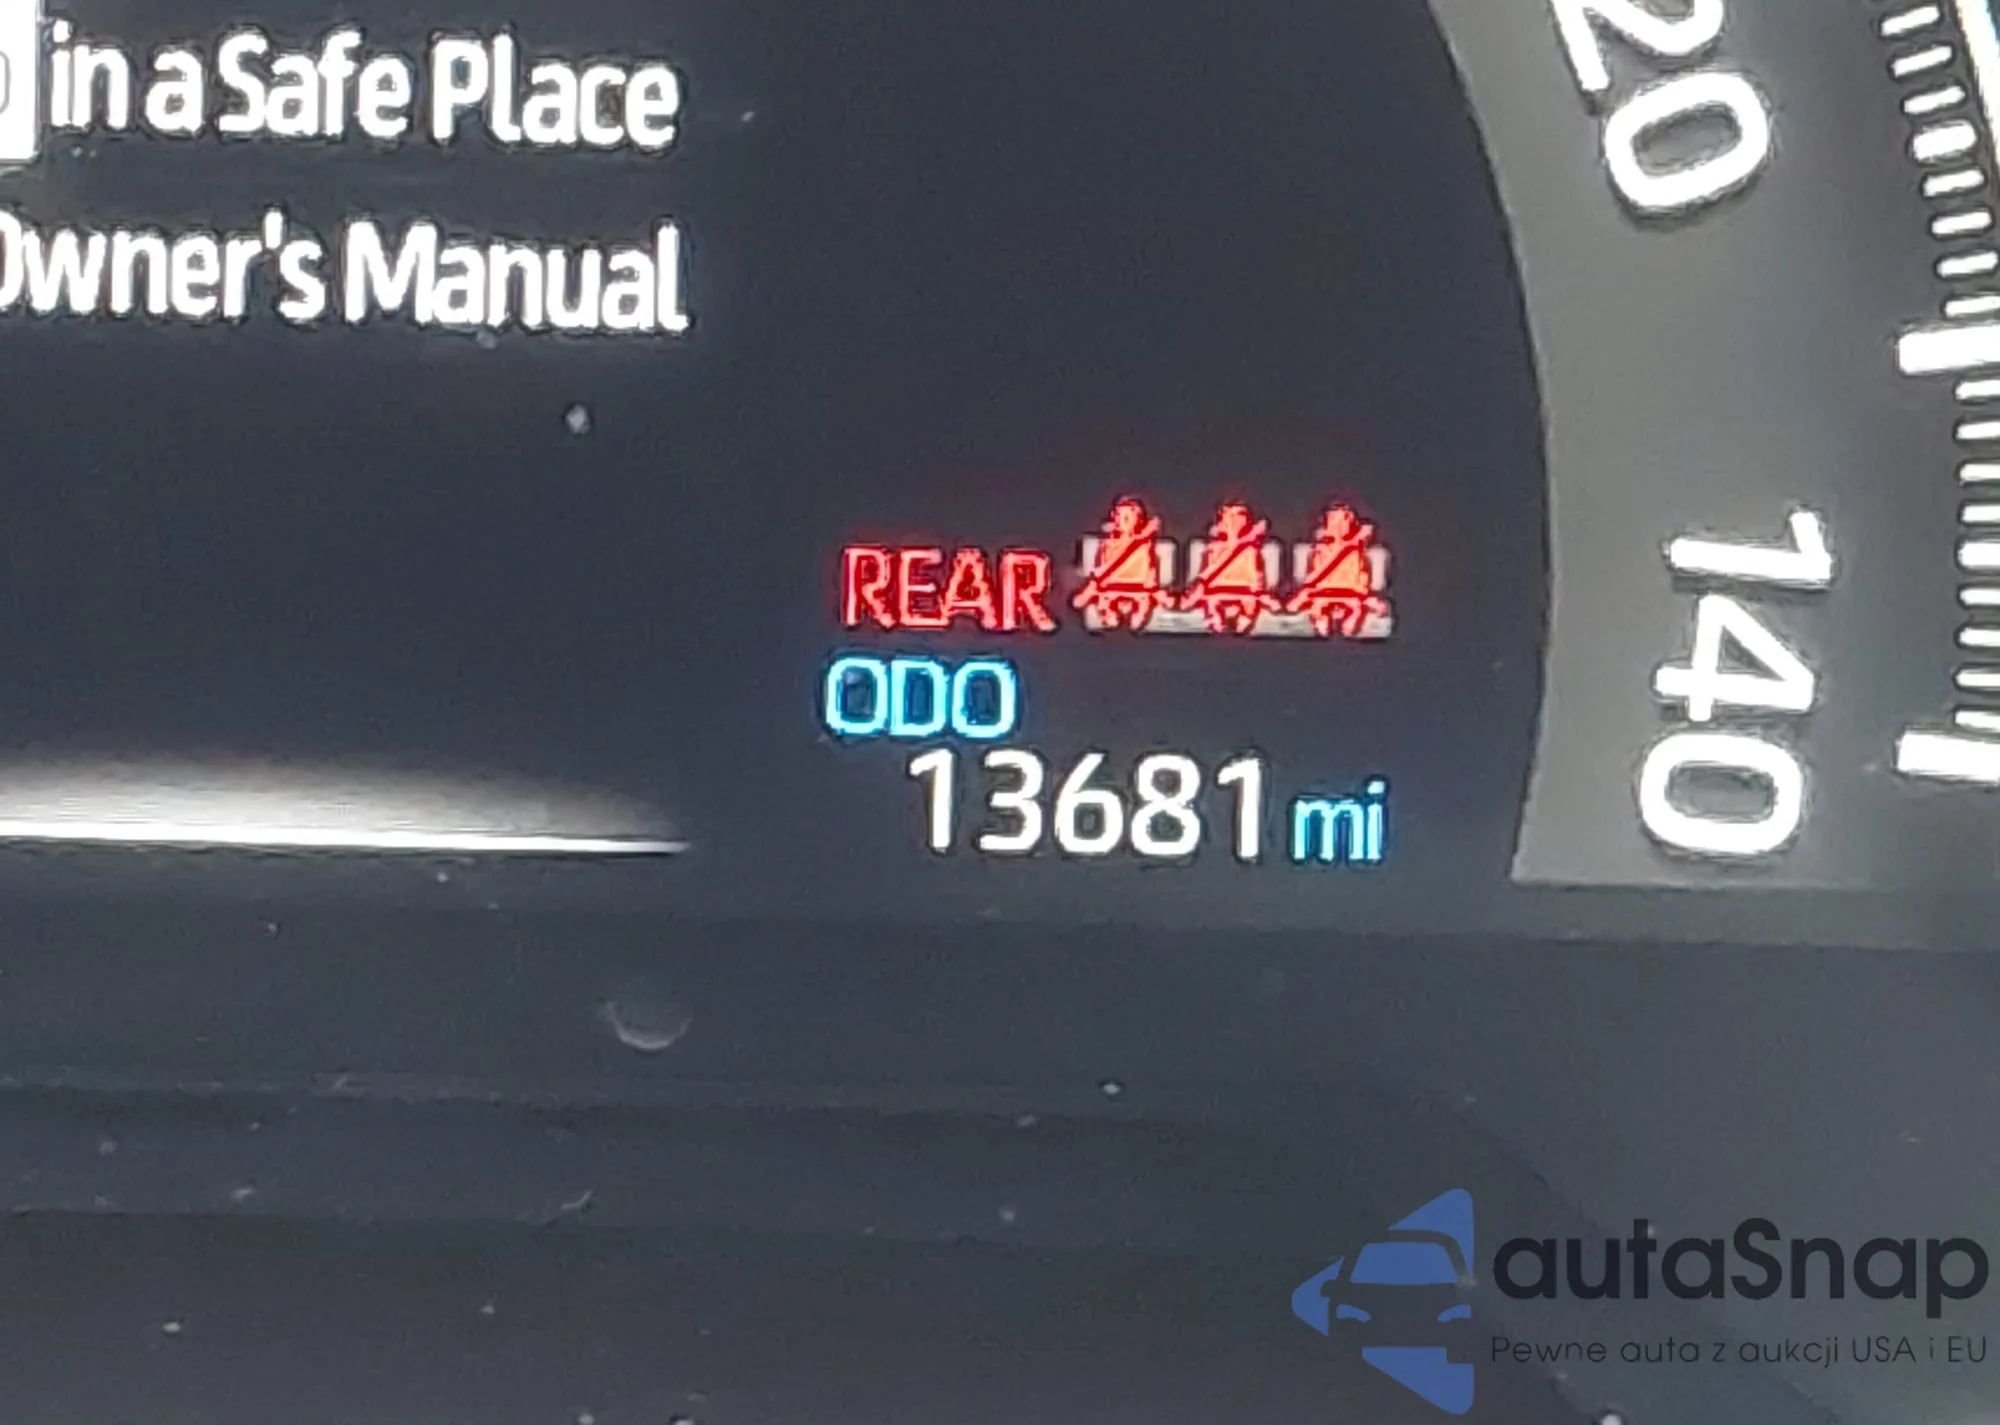 in a Safe Place
Owner's Manual
20
140
REAR
ODO
13681 mi
autaSnap
Pewne auta z aukcji USA i EU